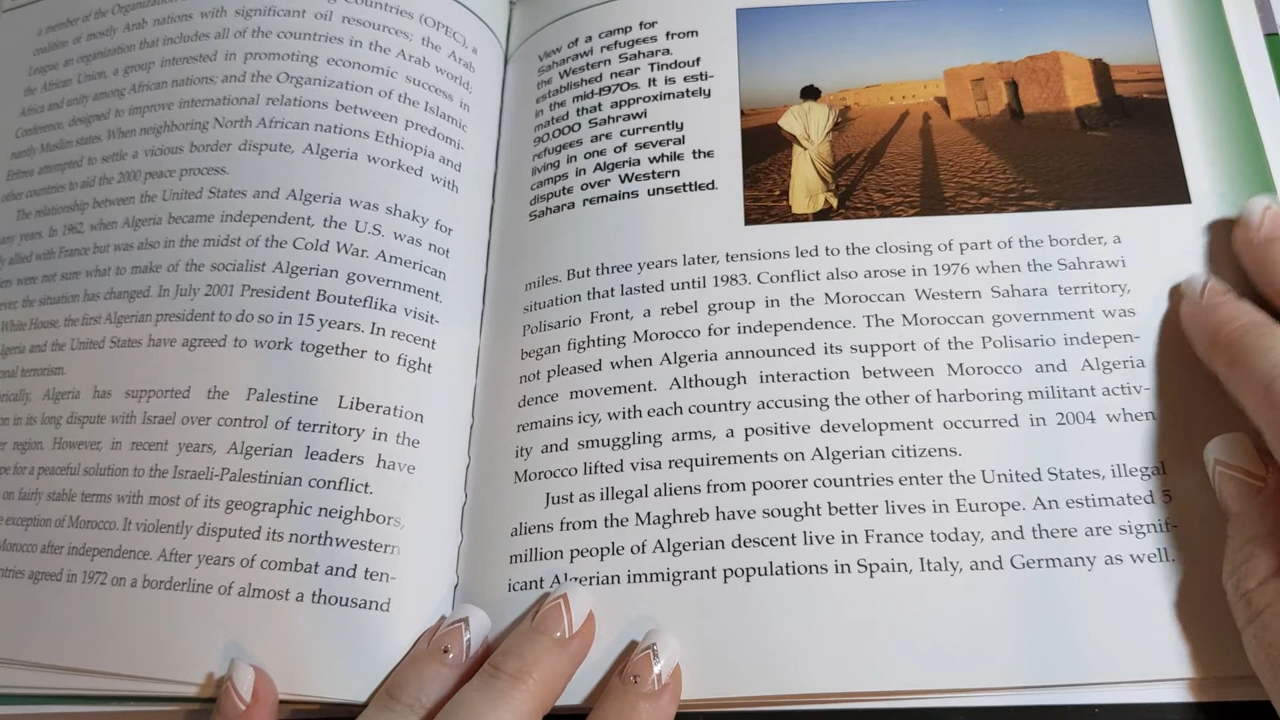 a member of the Organization Countries (OPEC), a
coalition of mostly Arab nations with significant oil resources; the Arab
League, an organization that includes all of the countries in the Arab world;
the African Union, a group interested in promoting economic success in
Africa and unity among African nations; and the Organization of the Islamic
Conference, designed to improve international relations between predomi-
nantly Muslim states. When neighboring North African nations Ethiopia and
Eritrea attempted to settle a vicious border dispute, Algeria worked with
other countries to aid the 2000 peace process.
The relationship between the United States and Algeria was shaky for
any years. In 1962, when Algeria became independent, the U.S. was not
y allied with France but was also in the midst of the Cold War. American
ers were not sure what to make of the socialist Algerian government.
ever, the situation has changed. In July 2001 President Bouteflika visit-
White House, the first Algerian president to do so in 15 years. In recent
lgeria and the United States have agreed to work together to fight
onal terrorism.
rically, Algeria has supported the Palestine Liberation
on in its long dispute with Israel over control of territory in the
er region. However, in recent years, Algerian leaders have
pe for a peaceful solution to the Israeli-Palestinian conflict.
on fairly stable terms with most of its geographic neighbors,
e exception of Morocco. It violently disputed its northwestern
Morocco after independence. After years of combat and ten-
ntries agreed in 1972 on a borderline of almost a thousand
View of a camp for
Saharawi refugees from
the Western Sahara,
established near Tindouf
in the mid-1970s. It is esti-
mated that approximately
90,000 Sahrawi
refugees are currently
living in one of several
camps in Algeria while the
dispute over Western
Sahara remains unsettled.
miles. But three years later, tensions led to the closing of part of the border, a
situation that lasted until 1983. Conflict also arose in 1976 when the Sahrawi
Polisario Front, a rebel group in the Moroccan Western Sahara territory,
began fighting Morocco for independence. The Moroccan government was
not pleased when Algeria announced its support of the Polisario indepen-
dence movement. Although interaction between Morocco and Algeria
remains icy, with each country accusing the other of harboring militant activ-
ity and smuggling arms, a positive development occurred in 2004 when
Morocco lifted visa requirements on Algerian citizens.
Just as illegal aliens from poorer countries enter the United States, illegal
aliens from the Maghreb have sought better lives in Europe. An estimated 5
million people of Algerian descent live in France today, and there are signif-
icant Algerian immigrant populations in Spain, Italy, and Germany as well.